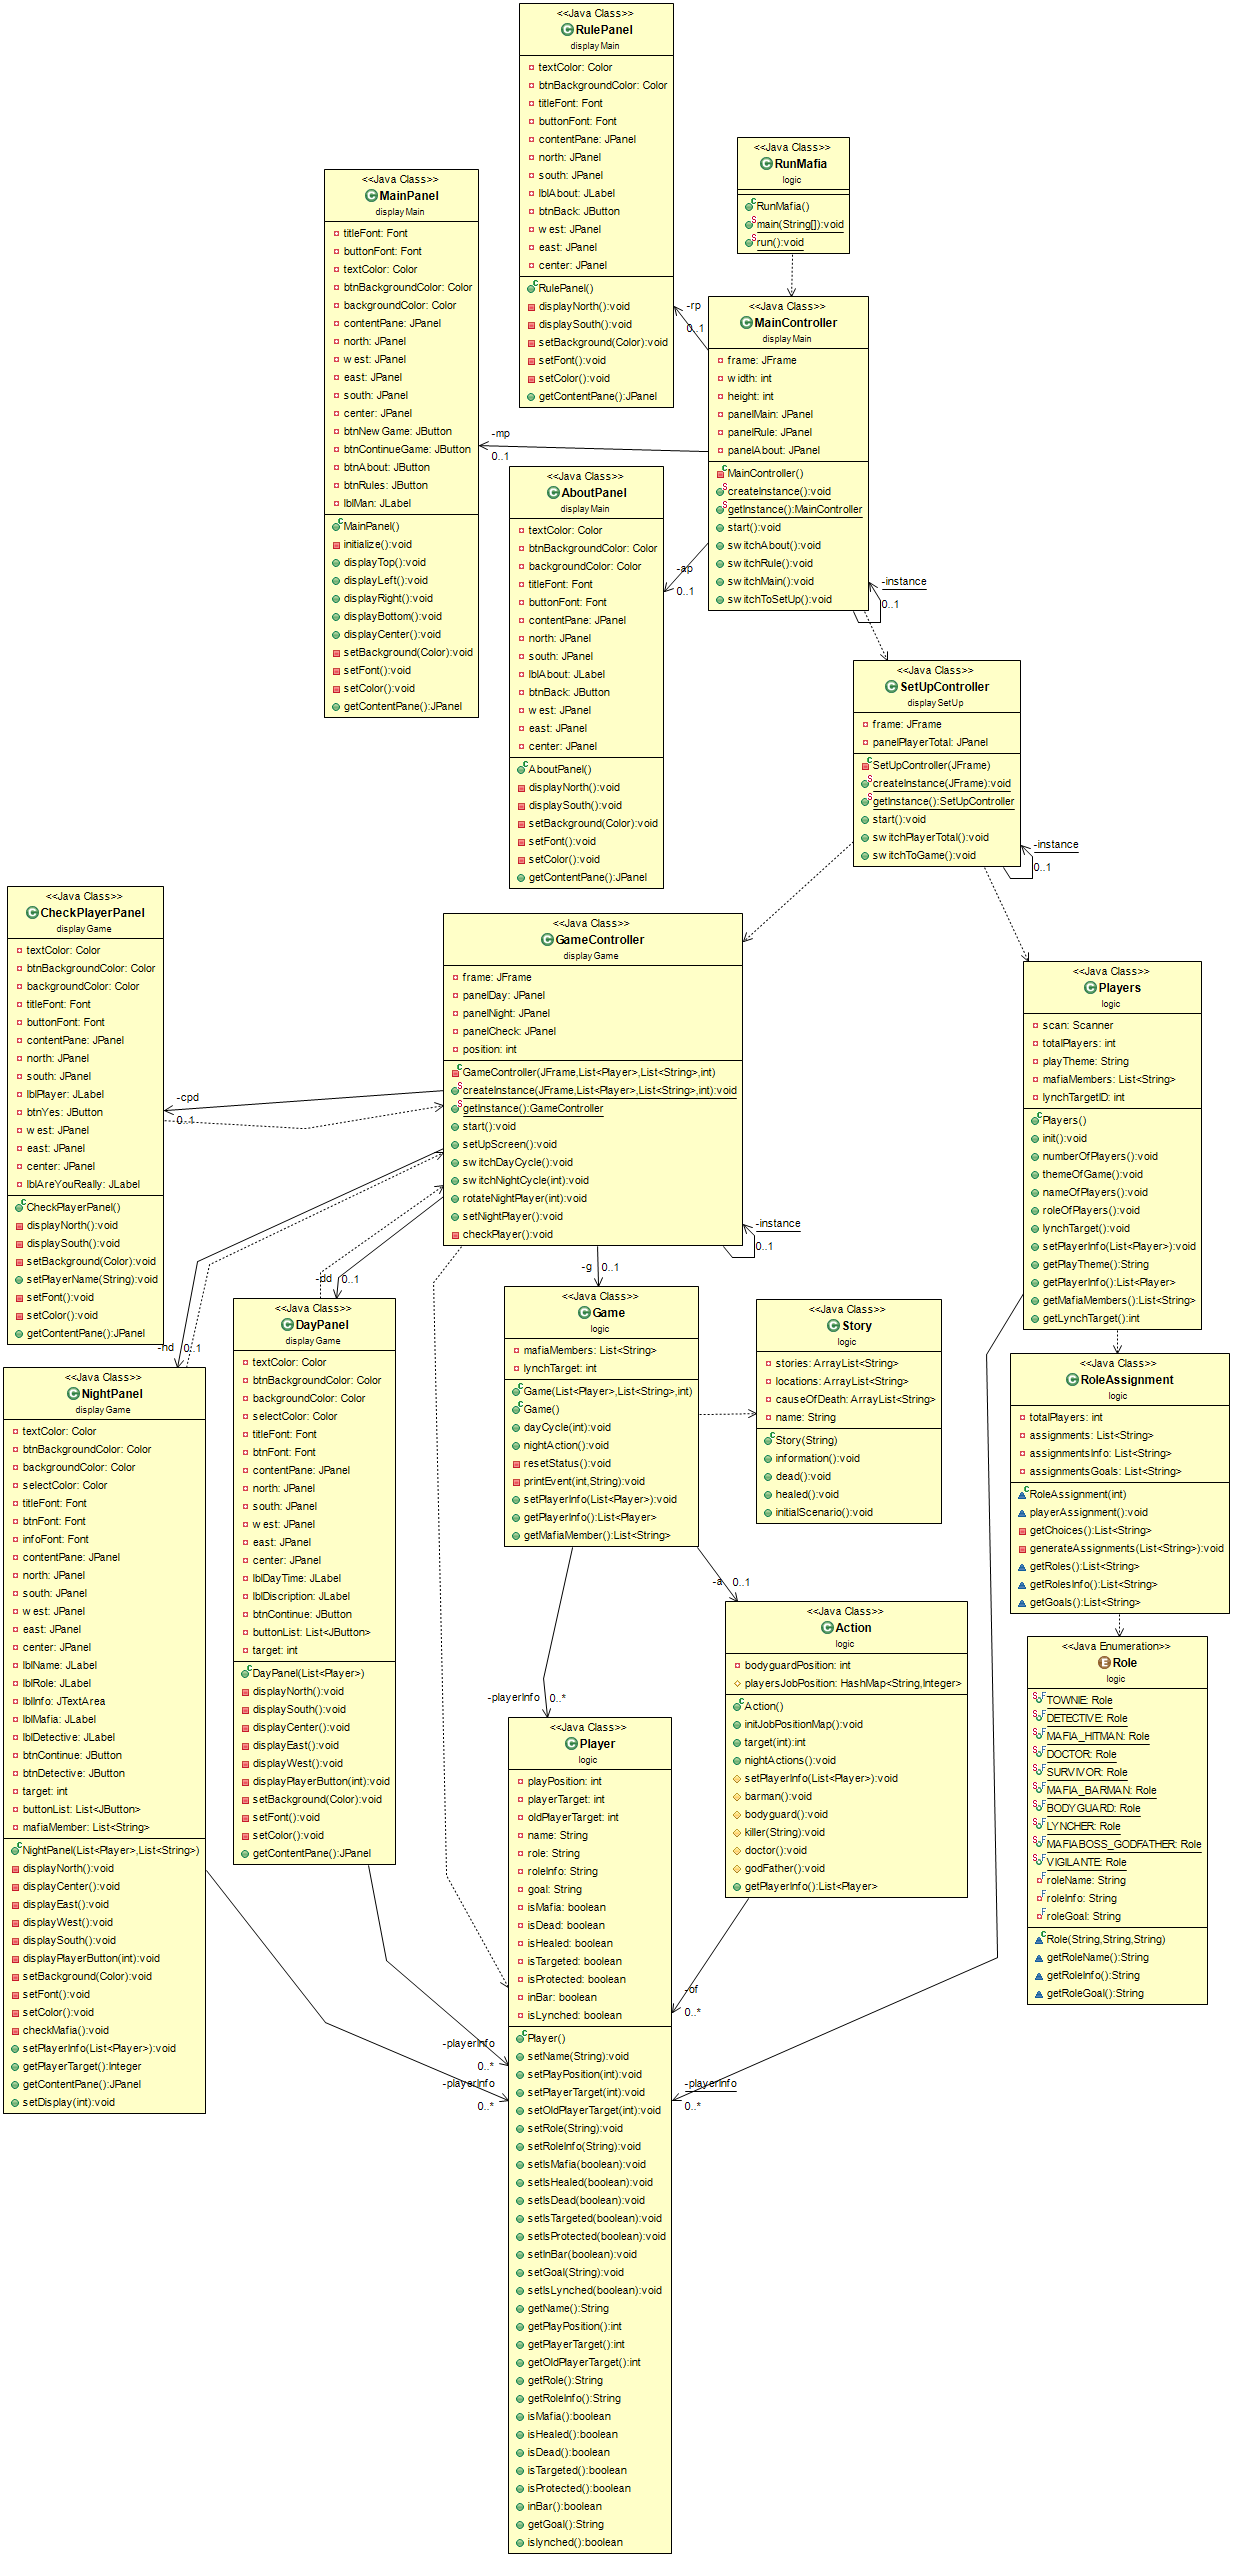 <<Java Class>>
RulePanel
display Main
textColor: Color
btnBackgroundColor: Color
titleFont: Font
buttonFont: Font
contentPane: JPanel
north: JPanel
south: JPanel
lblAbout: JLabel
btnBack: JButton
west: JPanel
east: JPanel
center: JPanel
RulePanel()
displayNorth():void
displaySouth():void
setBackground(Color):void
setFont():void
setColor():void
getContentPane():JPanel
<<Java Class>>
RunMafia
logic
RunMafia()
main(String[]):void
run():void
<<Java Class>>
MainPanel
display Main
titleFont: Font
buttonFont: Font
textColor: Color
btnBackgroundColor: Color
backgroundColor: Color
contentPane: JPanel
north: JPanel
west: JPanel
east: JPanel
south: JPanel
center: JPanel
btnNewGame: JButton
btnContinueGame: JButton
btnAbout: JButton
btnRules: JButton
lblMan: JLabel
MainPanel()
initialize():void
displayTop():void
displayLeft():void
displayRight():void
displayBottom():void
displayCenter():void
setBackground(Color):void
setFont():void
setColor():void
getContentPane():JPanel
<<Java Class>>
MainController
display Main
frame: JFrame
width: int
height: int
panelMain: JPanel
panelRule: JPanel
panelAbout: JPanel
MainController()
createInstance():void
getInstance():MainController
start():void
switchAbout():void
switchRule():void
switchMain():void
switchToSetUp():void
-rp
0..1
-mp
0..1
-ap
0..1
-instance
0..1
<<Java Class>>
AboutPanel
display Main
textColor: Color
btnBackgroundColor: Color
backgroundColor: Color
titleFont: Font
buttonFont: Font
contentPane: JPanel
north: JPanel
south: JPanel
lblAbout: JLabel
btnBack: JButton
west: JPanel
east: JPanel
center: JPanel
AboutPanel()
displayNorth():void
displaySouth():void
setBackground(Color):void
setFont():void
setColor():void
getContentPane():JPanel
<<Java Class>>
SetUpController
display SetUp
frame: JFrame
panelPlayerTotal: JPanel
SetUpController(JFrame)
createInstance(JFrame):void
getInstance():SetUpController
start():void
switchPlayerTotal():void
switchToGame():void
-instance
0..1
<<Java Class>>
CheckPlayerPanel
display Game
textColor: Color
btnBackgroundColor: Color
backgroundColor: Color
titleFont: Font
buttonFont: Font
contentPane: JPanel
north: JPanel
south: JPanel
lblPlayer: JLabel
btnYes: JButton
west: JPanel
east: JPanel
center: JPanel
lblAreYouReally: JLabel
CheckPlayerPanel()
displayNorth():void
displaySouth():void
setBackground(Color):void
setPlayerName(String):void
setFont():void
setColor():void
getContentPane():JPanel
<<Java Class>>
GameController
display Game
frame: JFrame
panelDay: JPanel
panelNight: JPanel
panelCheck: JPanel
position: int
GameController(JFrame,List<Player>,List<String>,int)
createInstance(JFrame,List<Player>,List<String>,int):void
getInstance():GameController
start():void
setUpScreen():void
switchDayCycle():void
switchNightCycle(int):void
rotateNightPlayer(int):void
setNightPlayer():void
checkPlayer():void
-cpd
0..1
-instance
0..1
-g
0..1
-dd
0..1
-nd
0..1
<<Java Class>>
Players
logic
scan: Scanner
totalPlayers: int
playTheme: String
mafiaMembers: List<String>
lynchTargetID: int
Players()
init():void
numberOfPlayers():void
themeOfGame():void
nameOfPlayers():void
roleOfPlayers():void
lynchTarget():void
setPlayerInfo(List<Player>):void
getPlayTheme():String
getPlayerInfo():List<Player>
getMafiaMembers():List<String>
getLynchTarget():int
<<Java Class>>
NightPanel
display Game
textColor: Color
btnBackgroundColor: Color
backgroundColor: Color
selectColor: Color
titleFont: Font
btnFont: Font
infoFont: Font
contentPane: JPanel
north: JPanel
south: JPanel
west: JPanel
east: JPanel
center: JPanel
lblName: JLabel
lblRole: JLabel
lblInfo: JTextArea
lblMafia: JLabel
lblDetective: JLabel
btnContinue: JButton
btnDetective: JButton
target: int
buttonList: List<JButton>
mafiaMember: List<String>
NightPanel(List<Player>,List<String>)
displayNorth():void
displayCenter():void
displayEast():void
displayWest():void
displaySouth():void
displayPlayerButton(int):void
setBackground(Color):void
setFont():void
setColor():void
checkMafia():void
setPlayerInfo(List<Player>):void
getPlayerTarget():Integer
getContentPane():JPanel
setDisplay(int):void
<<Java Class>>
DayPanel
display Game
textColor: Color
btnBackgroundColor: Color
backgroundColor: Color
selectColor: Color
titleFont: Font
btnFont: Font
contentPane: JPanel
north: JPanel
south: JPanel
west: JPanel
east: JPanel
center: JPanel
lblDayTime: JLabel
lblDiscription: JLabel
btnContinue: JButton
buttonList: List<JButton>
target: int
DayPanel(List<Player>)
displayNorth():void
displaySouth():void
displayCenter():void
displayEast():void
displayWest():void
displayPlayerButton(int):void
setBackground(Color):void
setFont():void
setColor():void
getContentPane():JPanel
<<Java Class>>
Game
logic
mafiaMembers: List<String>
lynchTarget: int
Game(List<Player>,List<String>,int)
Game()
dayCycle(int):void
nightAction():void
resetStatus():void
printEvent(int,String):void
setPlayerInfo(List<Player>):void
getPlayerInfo():List<Player>
getMafiaMember():List<String>
<<Java Class>>
Story
logic
stories: ArrayList<String>
locations: ArrayList<String>
causeOfDeath: ArrayList<String>
name: String
Story(String)
information():void
dead():void
healed():void
initialScenario():void
<<Java Class>>
RoleAssignment
logic
totalPlayers: int
assignments: List<String>
assignmentsInfo: List<String>
assignmentsGoals: List<String>
RoleAssignment(int)
playerAssignment():void
getChoices():List<String>
generateAssignments(List<String>):void
getRoles():List<String>
getRolesInfo():List<String>
getGoals():List<String>
-a
0..1
-playerInfo
0..*
<<Java Class>>
Action
logic
bodyguardPosition: int
playersJobPosition: HashMap<String,Integer>
Action()
initJobPositionMap():void
target(int):int
nightActions():void
setPlayerInfo(List<Player>):void
barman():void
bodyguard():void
killer(String):void
doctor():void
godFather():void
getPlayerInfo():List<Player>
<<Java Enumeration>>
Role
logic
TOWNIE: Role
DETECTIVE: Role
MAFIA_HITMAN: Role
DOCTOR: Role
SURVIVOR: Role
MAFIA_BARMAN: Role
BODYGUARD: Role
LYNCHER: Role
MAFIABOSS_GODFATHER: Role
VIGILANTE: Role
roleName: String
roleInfo: String
roleGoal: String
Role(String,String,String)
getRoleName():String
getRoleInfo():String
getRoleGoal():String
<<Java Class>>
Player
logic
playPosition: int
playerTarget: int
oldPlayerTarget: int
name: String
role: String
roleInfo: String
goal: String
isMafia: boolean
isDead: boolean
isHealed: boolean
isTargeted: boolean
isProtected: boolean
inBar: boolean
isLynched: boolean
Player()
setName(String):void
setPlayPosition(int):void
setPlayerTarget(int):void
setOldPlayerTarget(int):void
setRole(String):void
setRoleInfo(String):void
setIsMafia(boolean):void
setIsHealed(boolean):void
setIsDead(boolean):void
setIsTargeted(boolean):void
setIsProtected(boolean):void
setInBar(boolean):void
setGoal(String):void
setIsLynched(boolean):void
getName():String
getPlayPosition():int
getPlayerTarget():int
getOldPlayerTarget():int
getRole():String
getRoleInfo():String
isMafia():boolean
isHealed():boolean
isDead():boolean
isTargeted():boolean
isProtected():boolean
inBar():boolean
getGoal():String
islynched():boolean
-of
0..*
-playerInfo
0..*
-playerInfo
0..*
-playerInfo
0..*